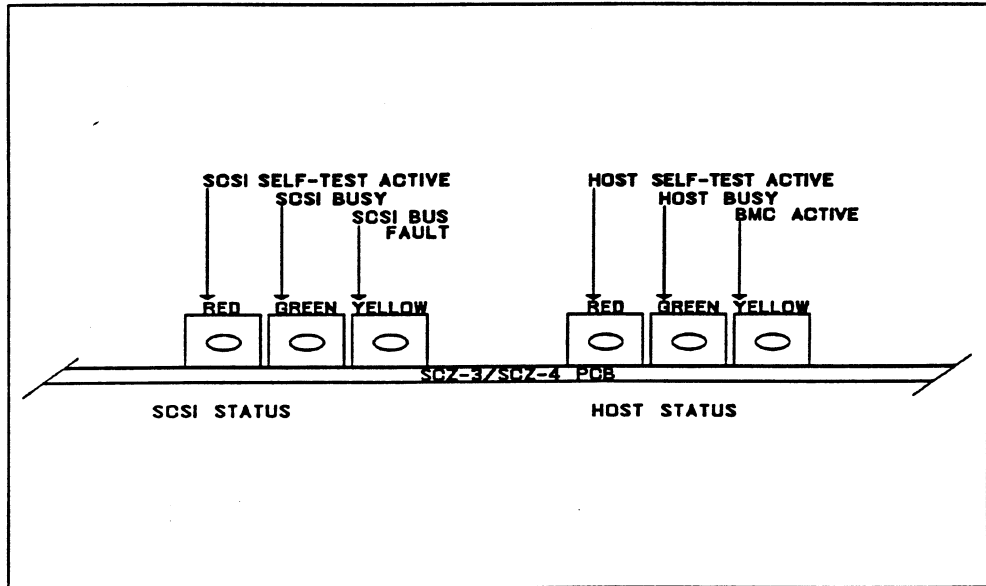 SCSI SELF-TEST ACTIVE
SCSI BUSY
SCSI BUS
FAULT
RED
GREEN
YELLOW
HOST SELF-TEST ACTIVE
HOST BUSY
BMC ACTIVE
RED
GREEN
YELLOW
SCZ-3/SCZ-4 PCB
SCSI STATUS
HOST STATUS